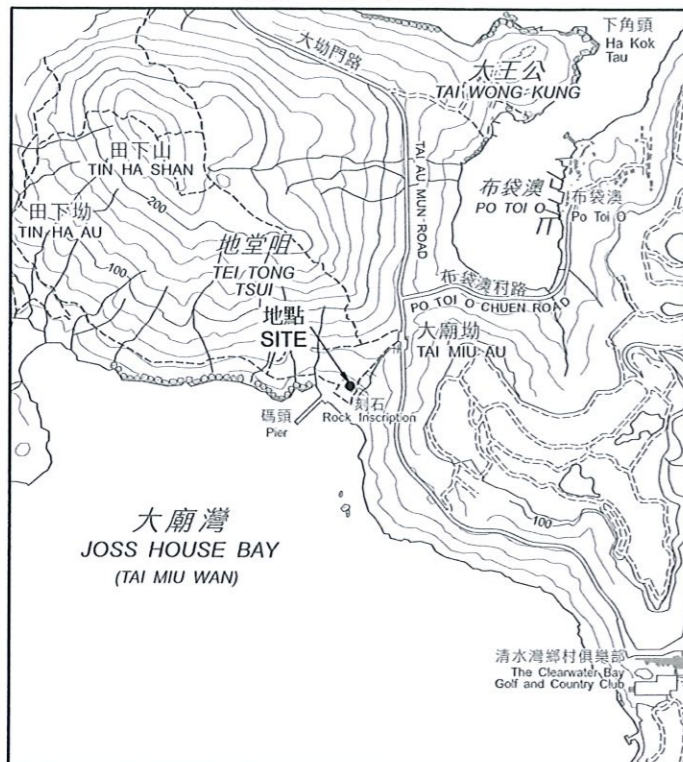 下角頭
Ha Kok
Tau
大坳門路
大王公
TAI WONG KUNG
田下山
TIN HA SHAN
TAI AU MUN ROAD
布袋澳
PO TOI O
布袋澳
Po Toi O
田下坳
TIN HA AU
200
100
地堂咀
TEI TONG
TSUI
布袋澳村路
PO TOI O CHUEN ROAD
地點
SITE
大廟坳
TAI MIU AU
碼頭
Pier
刻石
Rock Inscription
大廟灣
JOSS HOUSE BAY
(TAI MIU WAN)
100
清水灣鄉村俱樂部
The Clearwater Bay
Golf and Country Club